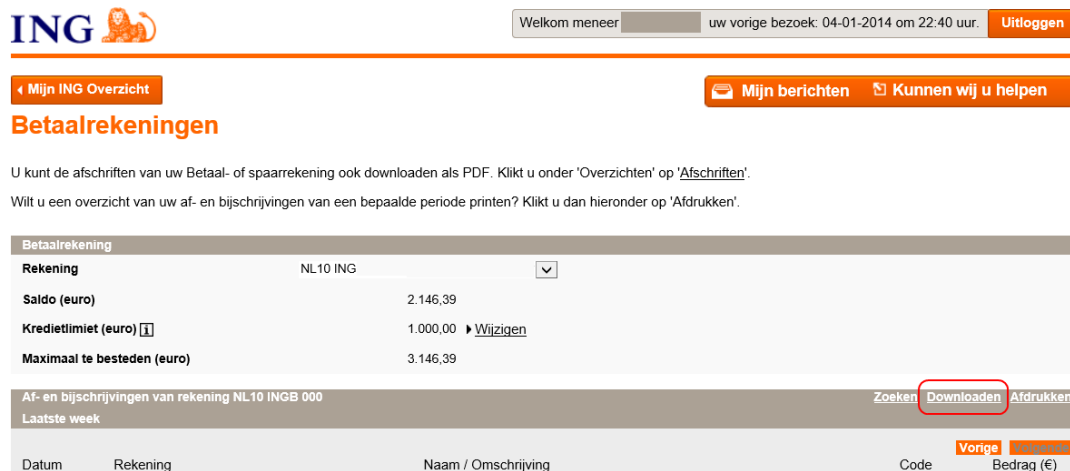 ING
Welkom meneer uw vorige bezoek: 04-01-2014 om 22:40 uur. Uitloggen
Mijn ING Overzicht
Mijn berichten Kunnen wij u helpen
Betaalrekeningen
U kunt de afschriften van uw Betaal- of spaarrekening ook downloaden als PDF. Klikt u onder 'Overzichten' op 'Afschriften'.
Wilt u een overzicht van uw af- en bijschrijvingen van een bepaalde periode printen? Klikt u dan hieronder op 'Afdrukken'.
Betaalrekening
Rekening NL10 ING
Saldo (euro) 2.146,39
Kredietlimiet (euro) i 1.000,00 Wijzigen
Maximaal te besteden (euro) 3.146,39
Af- en bijschrijvingen van rekening NL10 INGB 000 Zoeken Downloaden Afdrukken
Laatste week
Vorige Volgende
Datum Rekening Naam / Omschrijving Code Bedrag (€)